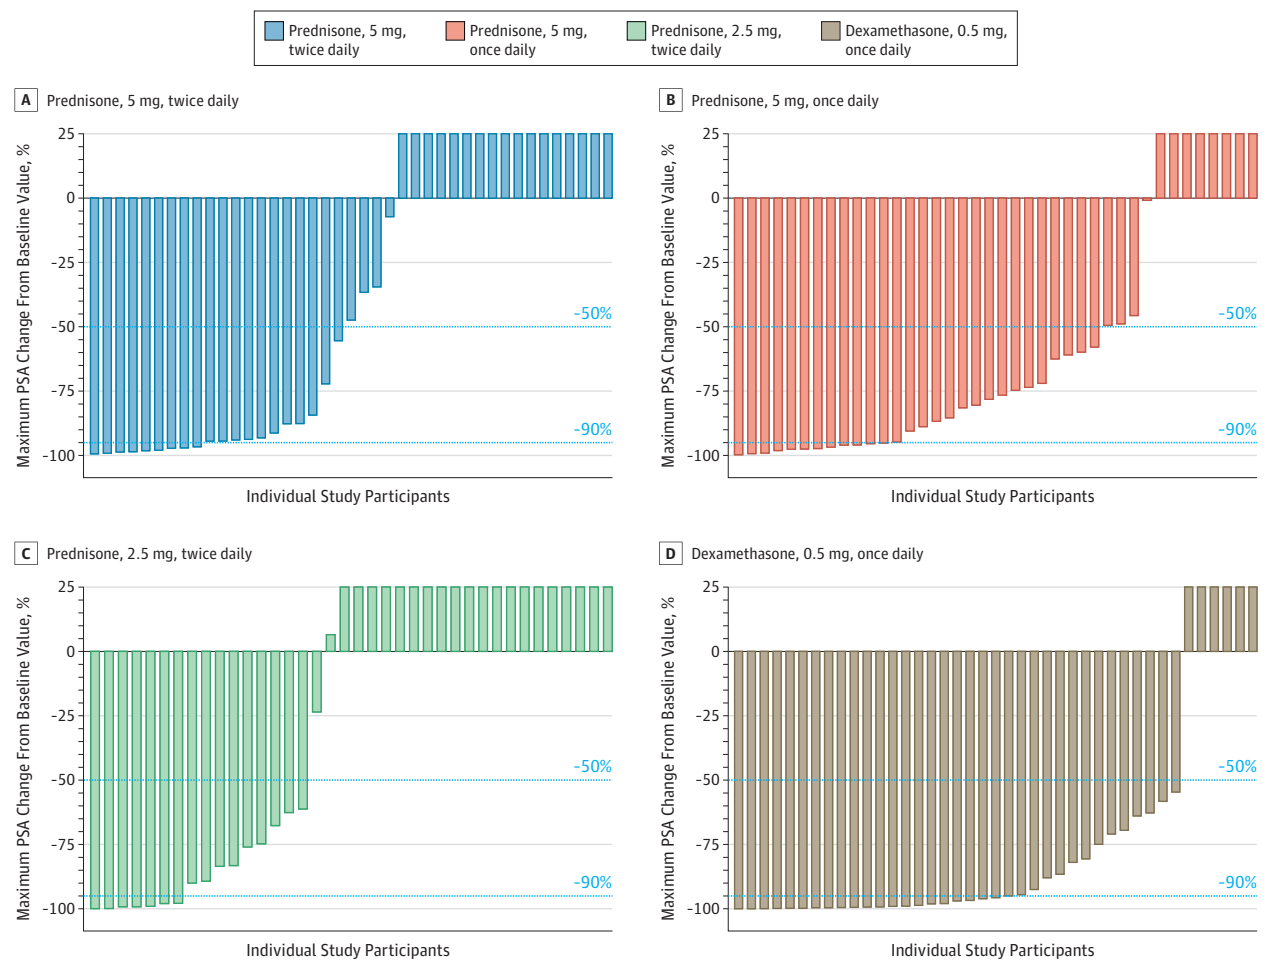 Prednisone, 5 mg,
twice daily
Prednisone, 5 mg,
once daily
Prednisone, 2.5 mg,
twice daily
Dexamethasone, 0.5 mg,
once daily
A Prednisone, 5 mg, twice daily
Maximum PSA Change From Baseline Value, %
25
0
-25
-50
-75
-100
-50%
-90%
Individual Study Participants
B Prednisone, 5 mg, once daily
Maximum PSA Change From Baseline Value, %
25
0
-25
-50
-75
-100
-50%
-90%
Individual Study Participants
C Prednisone, 2.5 mg, twice daily
Maximum PSA Change From Baseline Value, %
25
0
-25
-50
-75
-100
-50%
-90%
Individual Study Participants
D Dexamethasone, 0.5 mg, once daily
Maximum PSA Change From Baseline Value, %
25
0
-25
-50
-75
-100
-50%
-90%
Individual Study Participants